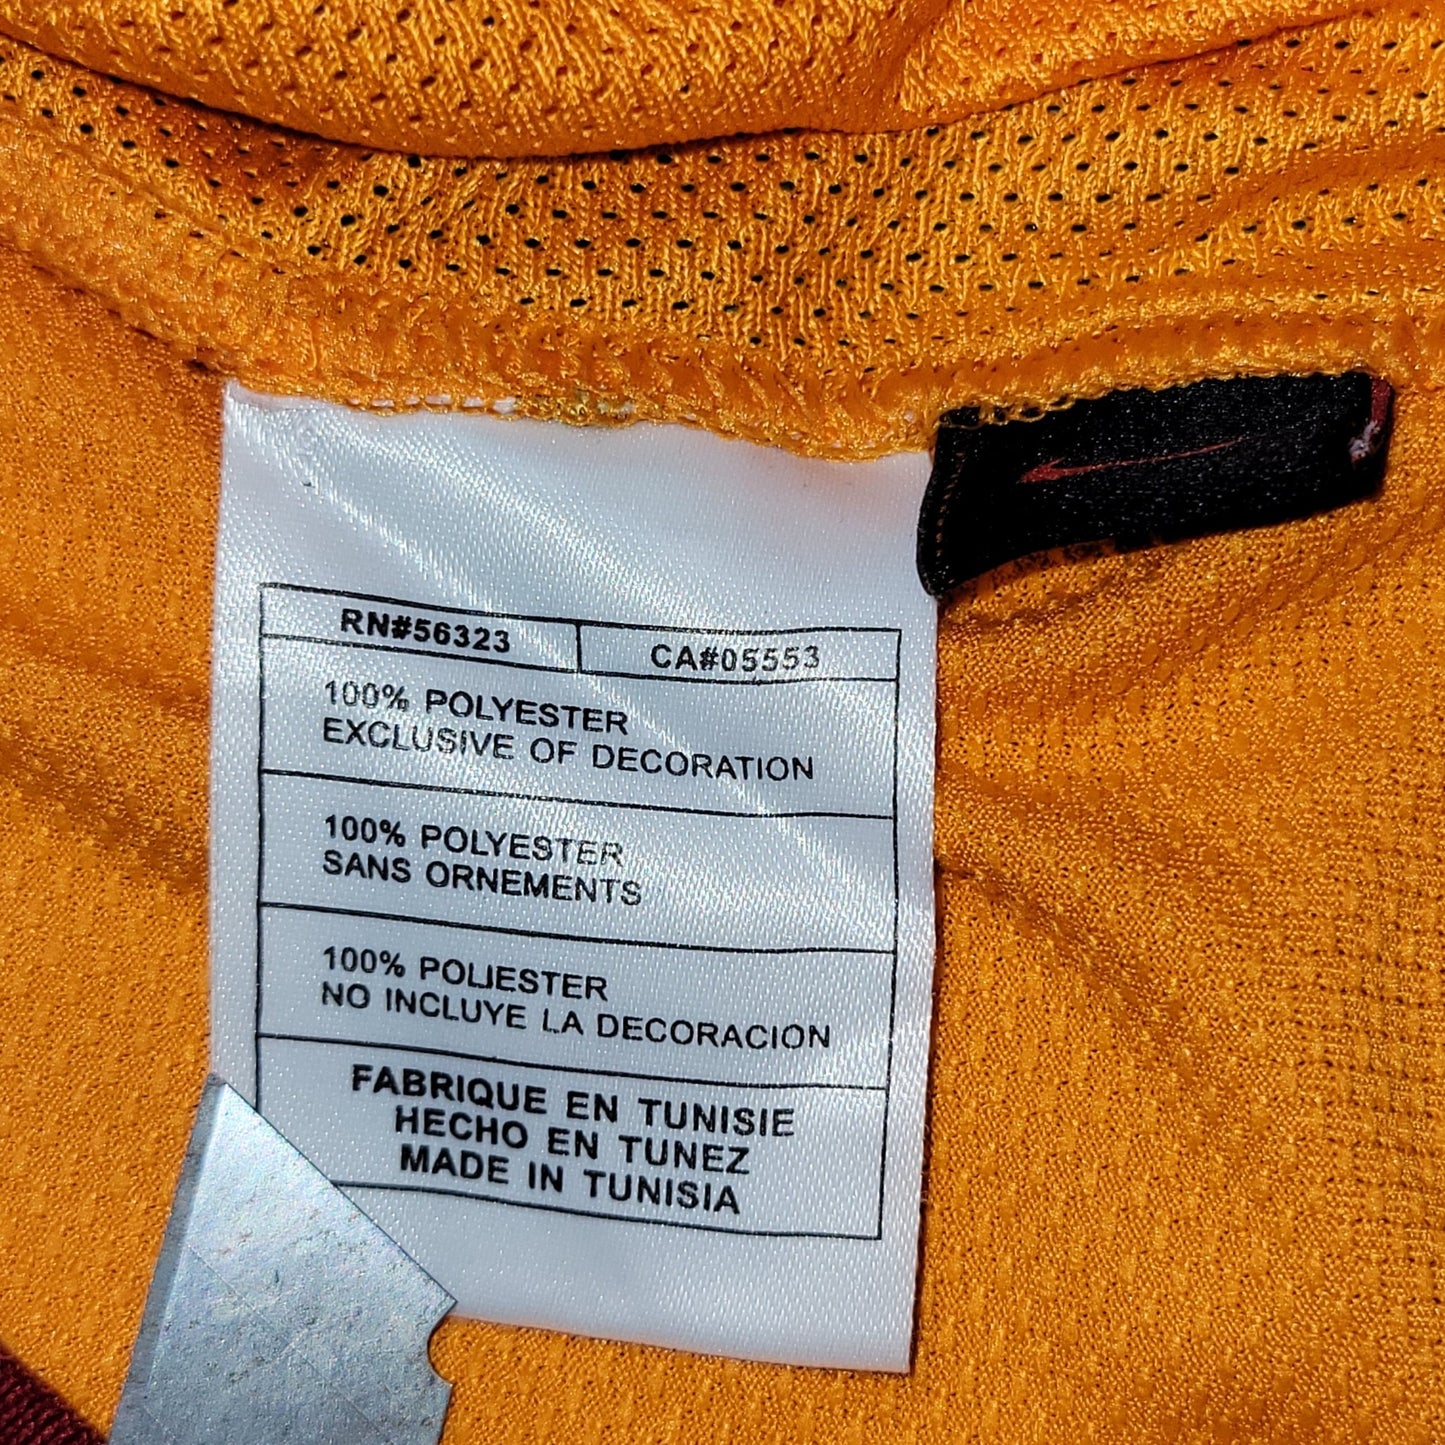 RN#56323
CA#05553
100% POLYESTER
EXCLUSIVE OF DECORATION
100% POLYESTER
SANS ORNEMENTS
100% POLIESTER
NO INCLUYE LA DECORACION
FABRIQUE EN TUNISIE
HECHO EN TUNEZ
MADE IN TUNISIA